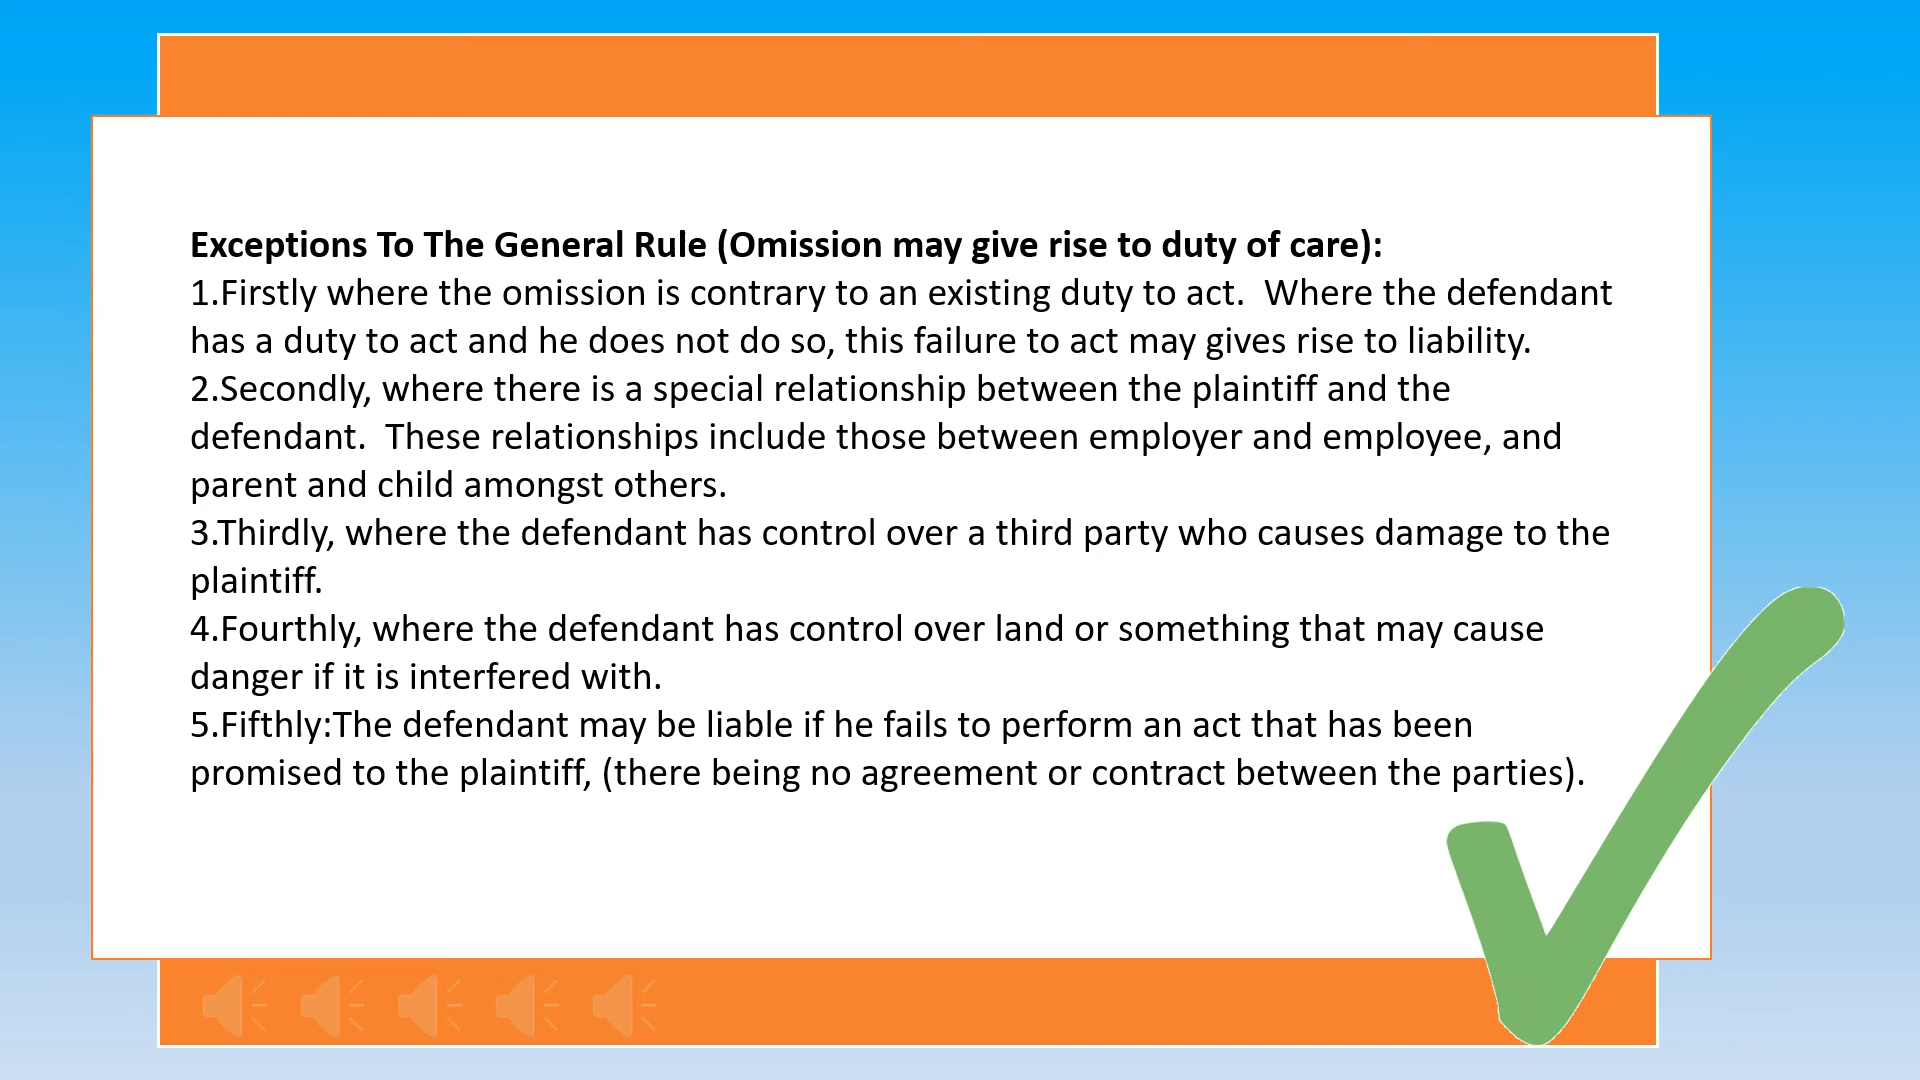 Exceptions To The General Rule (Omission may give rise to duty of care):
1.Firstly where the omission is contrary to an existing duty to act.  Where the defendant
has a duty to act and he does not do so, this failure to act may gives rise to liability.
2.Secondly, where there is a special relationship between the plaintiff and the
defendant.  These relationships include those between employer and employee, and
parent and child amongst others.
3.Thirdly, where the defendant has control over a third party who causes damage to the
plaintiff.
4.Fourthly, where the defendant has control over land or something that may cause
danger if it is interfered with.
5.Fifthly:The defendant may be liable if he fails to perform an act that has been
promised to the plaintiff, (there being no agreement or contract between the parties).